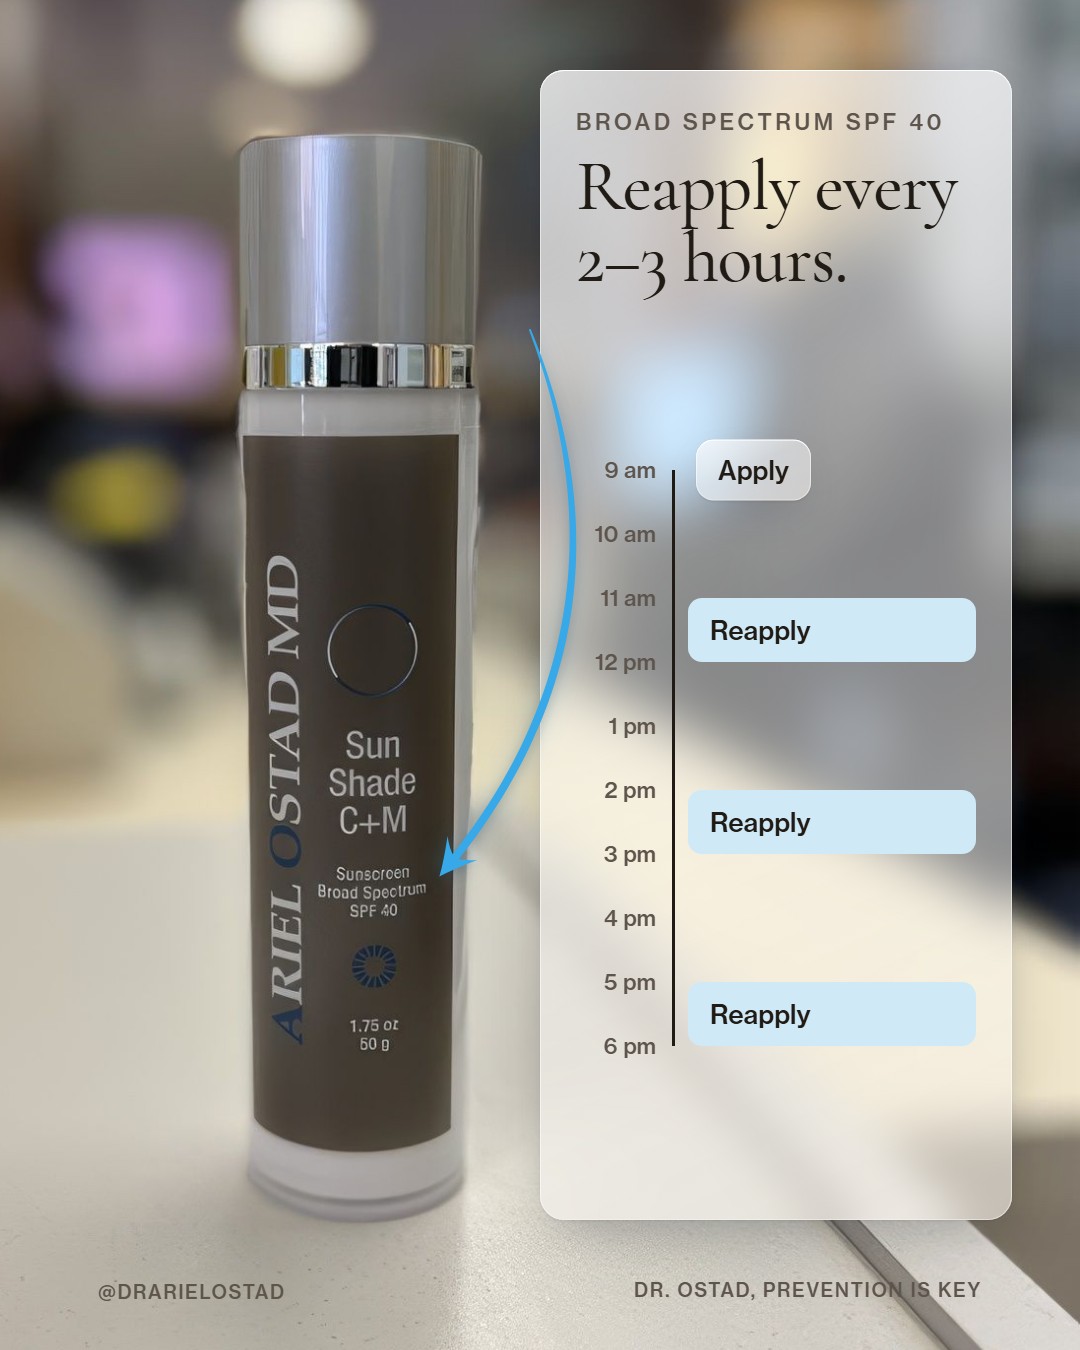 BROAD SPECTRUM SPF 40
Reapply every
2–3 hours.
9 am
Apply
10 am
11 am
Reapply
12 pm
1 pm
2 pm
Reapply
3 pm
4 pm
5 pm
Reapply
6 pm
ARIEL OSTAD MD
Sun
Shade
C+M
Sunscreen
Broad Spectrum
SPF 40
1.75 oz
50 g
@DRARIELOSTAD
DR. OSTAD, PREVENTION IS KEY